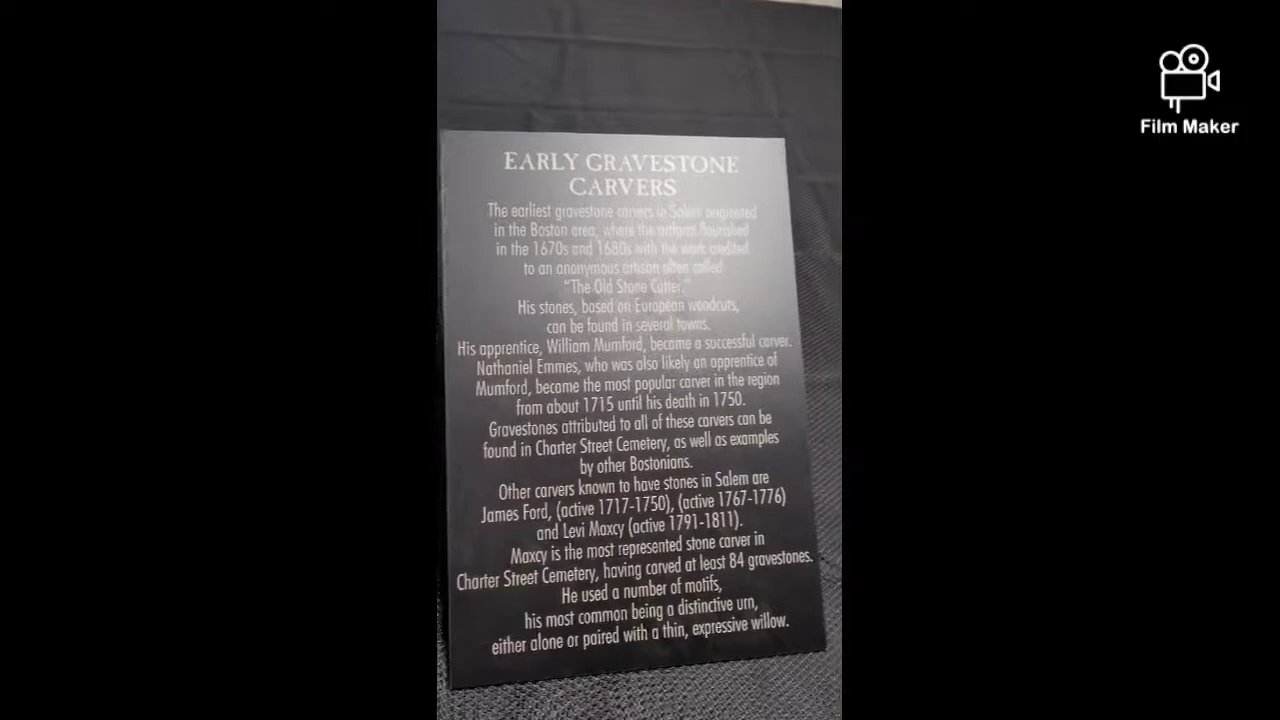 EARLY GRAVESTONE
CARVERS
The earliest gravestone carvers in Salem originated
in the Boston area, where the artform flourished
in the 1670s and 1680s with the work credited
to an anonymous artisan often called
“The Old Stone Cutter.”
His stones, based on European woodcuts,
can be found in several towns.
His apprentice, William Mumford, became a successful carver.
Nathaniel Emmes, who was also likely an apprentice of
Mumford, became the most popular carver in the region
from about 1715 until his death in 1750.
Gravestones attributed to all of these carvers can be
found in Charter Street Cemetery, as well as examples
by other Bostonians.
Other carvers known to have stones in Salem are
James Ford, (active 1717-1750), (active 1767-1776)
and Levi Maxcy (active 1791-1811).
Maxcy is the most represented stone carver in
Charter Street Cemetery, having carved at least 84 gravestones.
He used a number of motifs,
his most common being a distinctive urn,
either alone or paired with a thin, expressive willow.
Film Maker